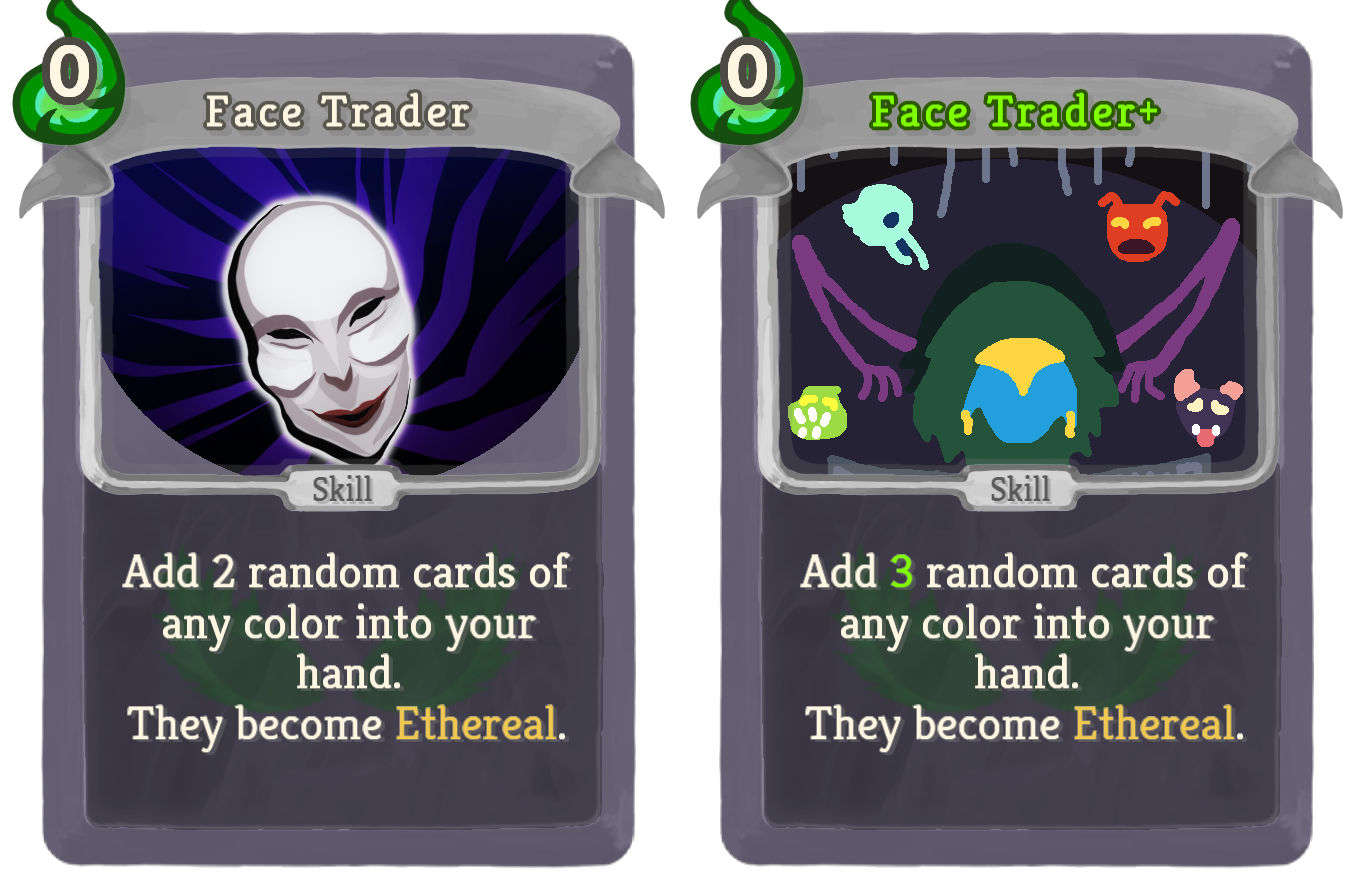 0
Face Trader
Skill
Add 2 random cards of
any color into your
hand.
They become Ethereal.
0
Face Trader+
Skill
Add 3 random cards of
any color into your
hand.
They become Ethereal.